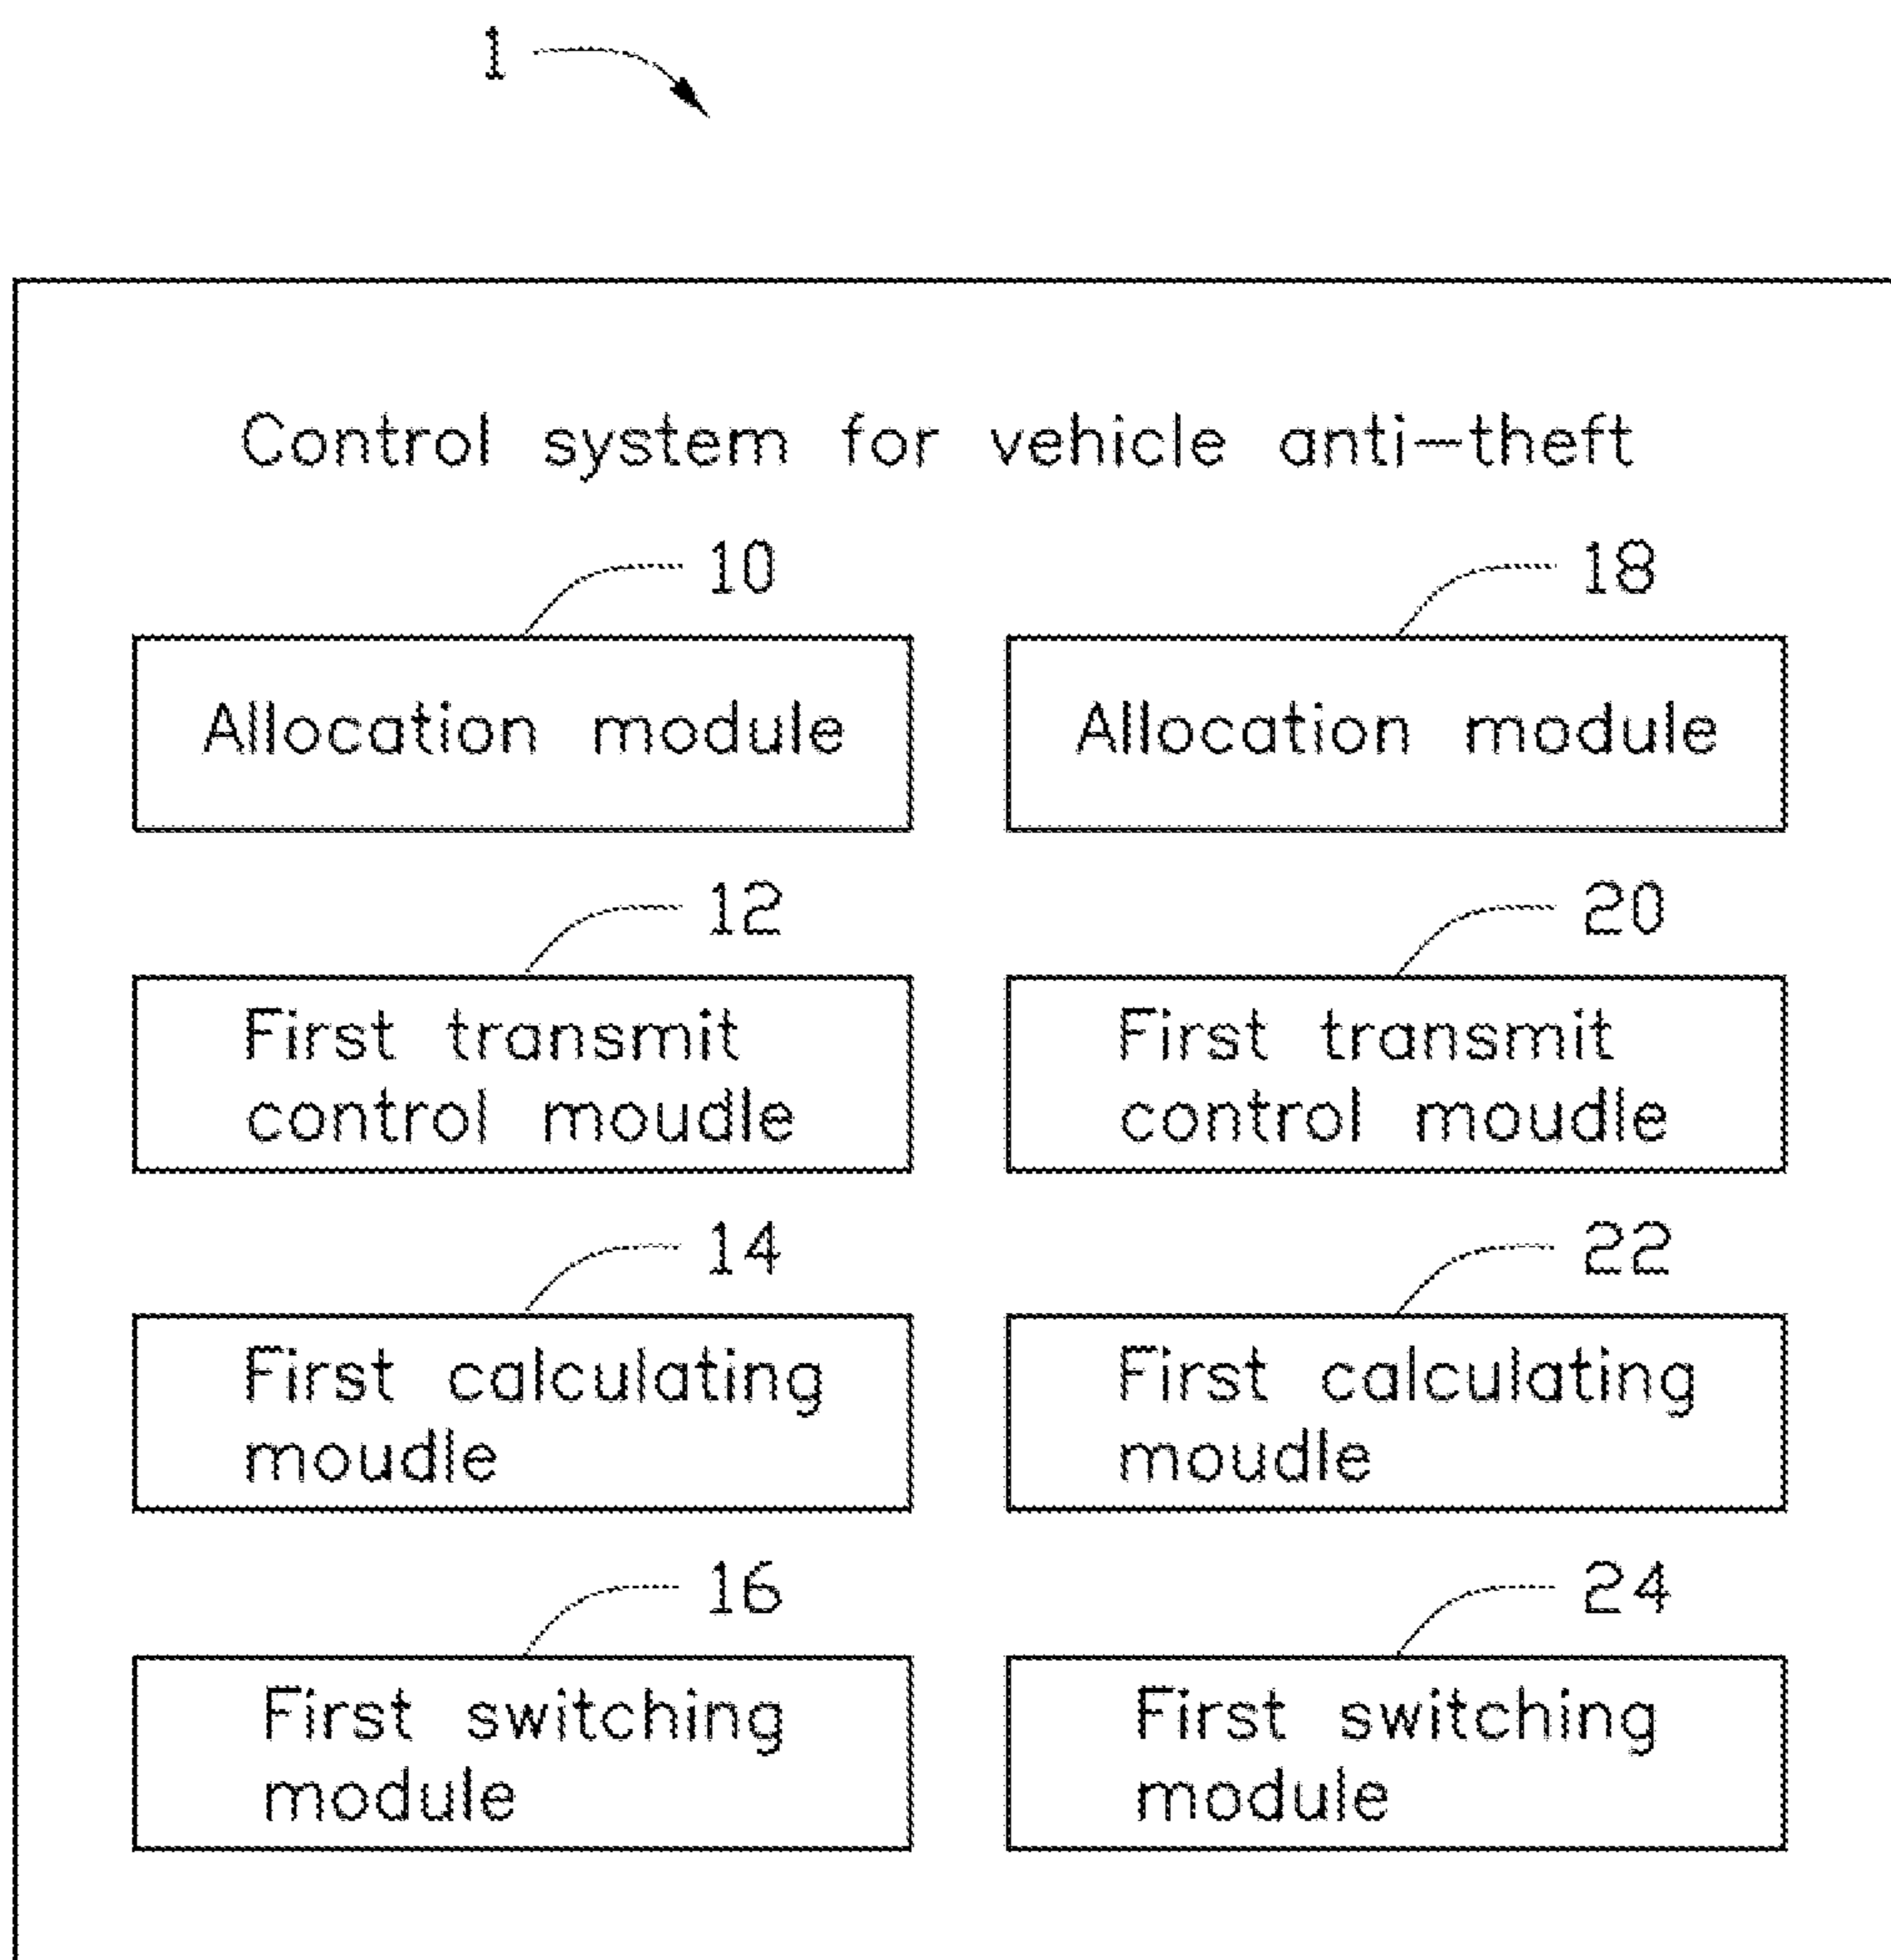 1
Control system for vehicle anti-theft
10
18
Allocation module
Allocation module
12
20
First transmit
control moudle
First transmit
control moudle
14
22
First calculating
moudle
First calculating
moudle
16
24
First switching
module
First switching
module